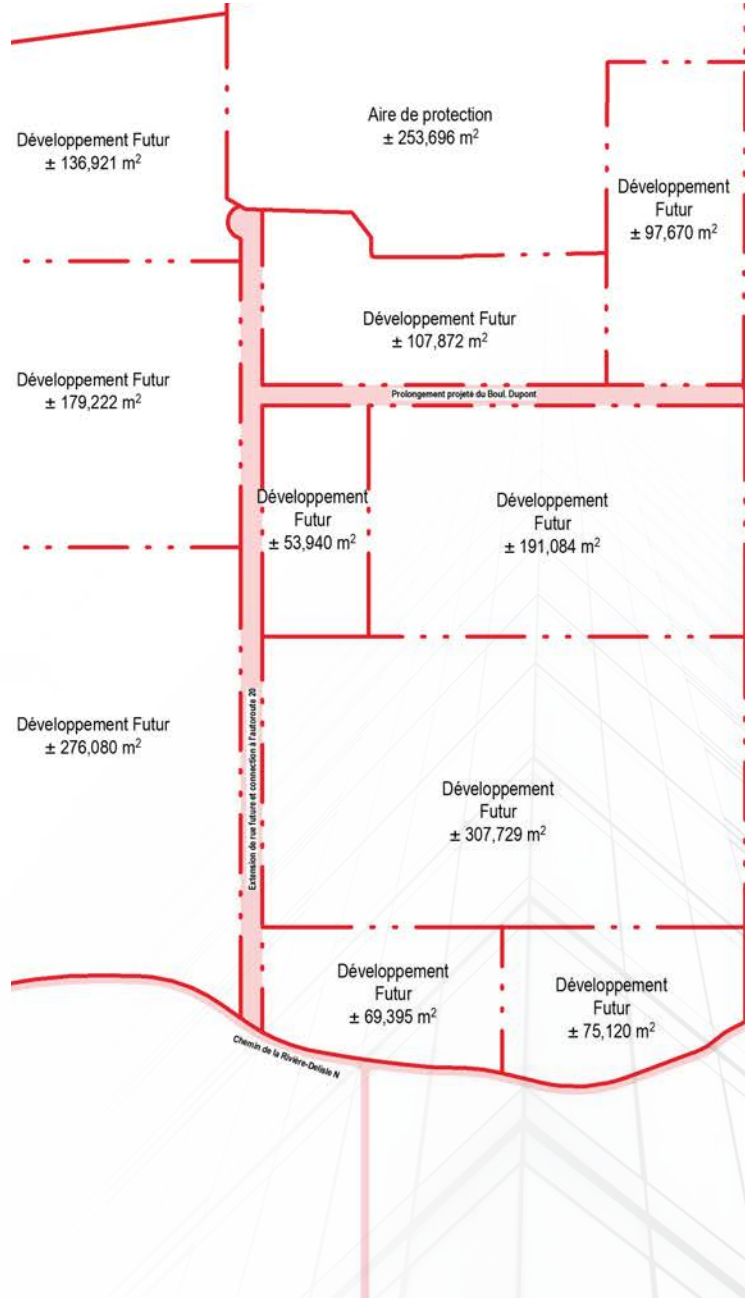 Développement Futur
± 136,921 m²
Aire de protection
± 253,696 m²
Développement
Futur
± 97,670 m²
Développement Futur
± 107,872 m²
Développement Futur
± 179,222 m²
Prolongement projeté du Boul. Dupont
Développement
Futur
± 53,940 m²
Développement
Futur
± 191,084 m²
Développement Futur
± 276,080 m²
Extension de rue future et connection à l'autoroute 20
Développement
Futur
± 307,729 m²
Développement
Futur
± 69,395 m²
Développement
Futur
± 75,120 m²
Chemin de la Rivière-Delisle N